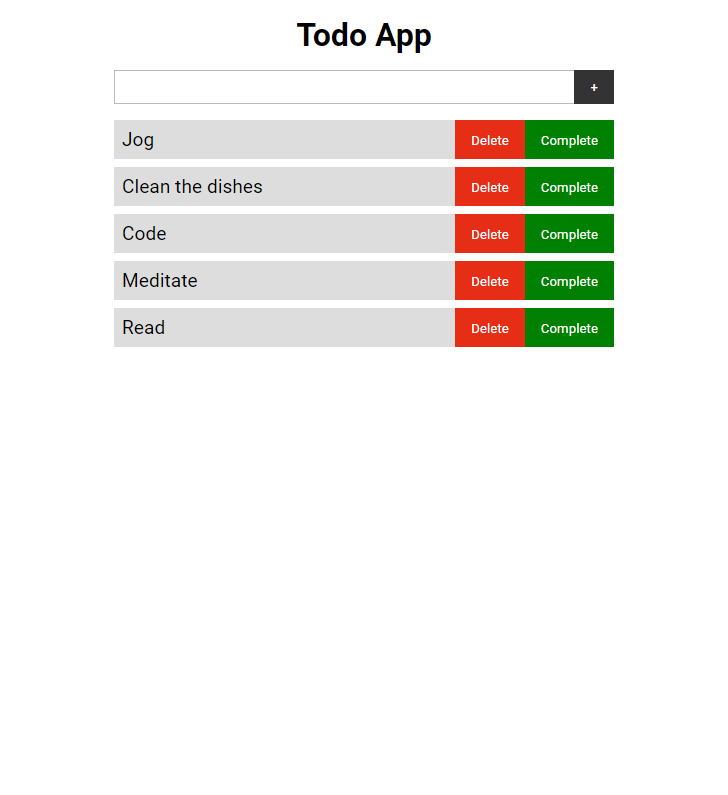 Todo App
+
Jog Delete Complete
Clean the dishes Delete Complete
Code Delete Complete
Meditate Delete Complete
Read Delete Complete